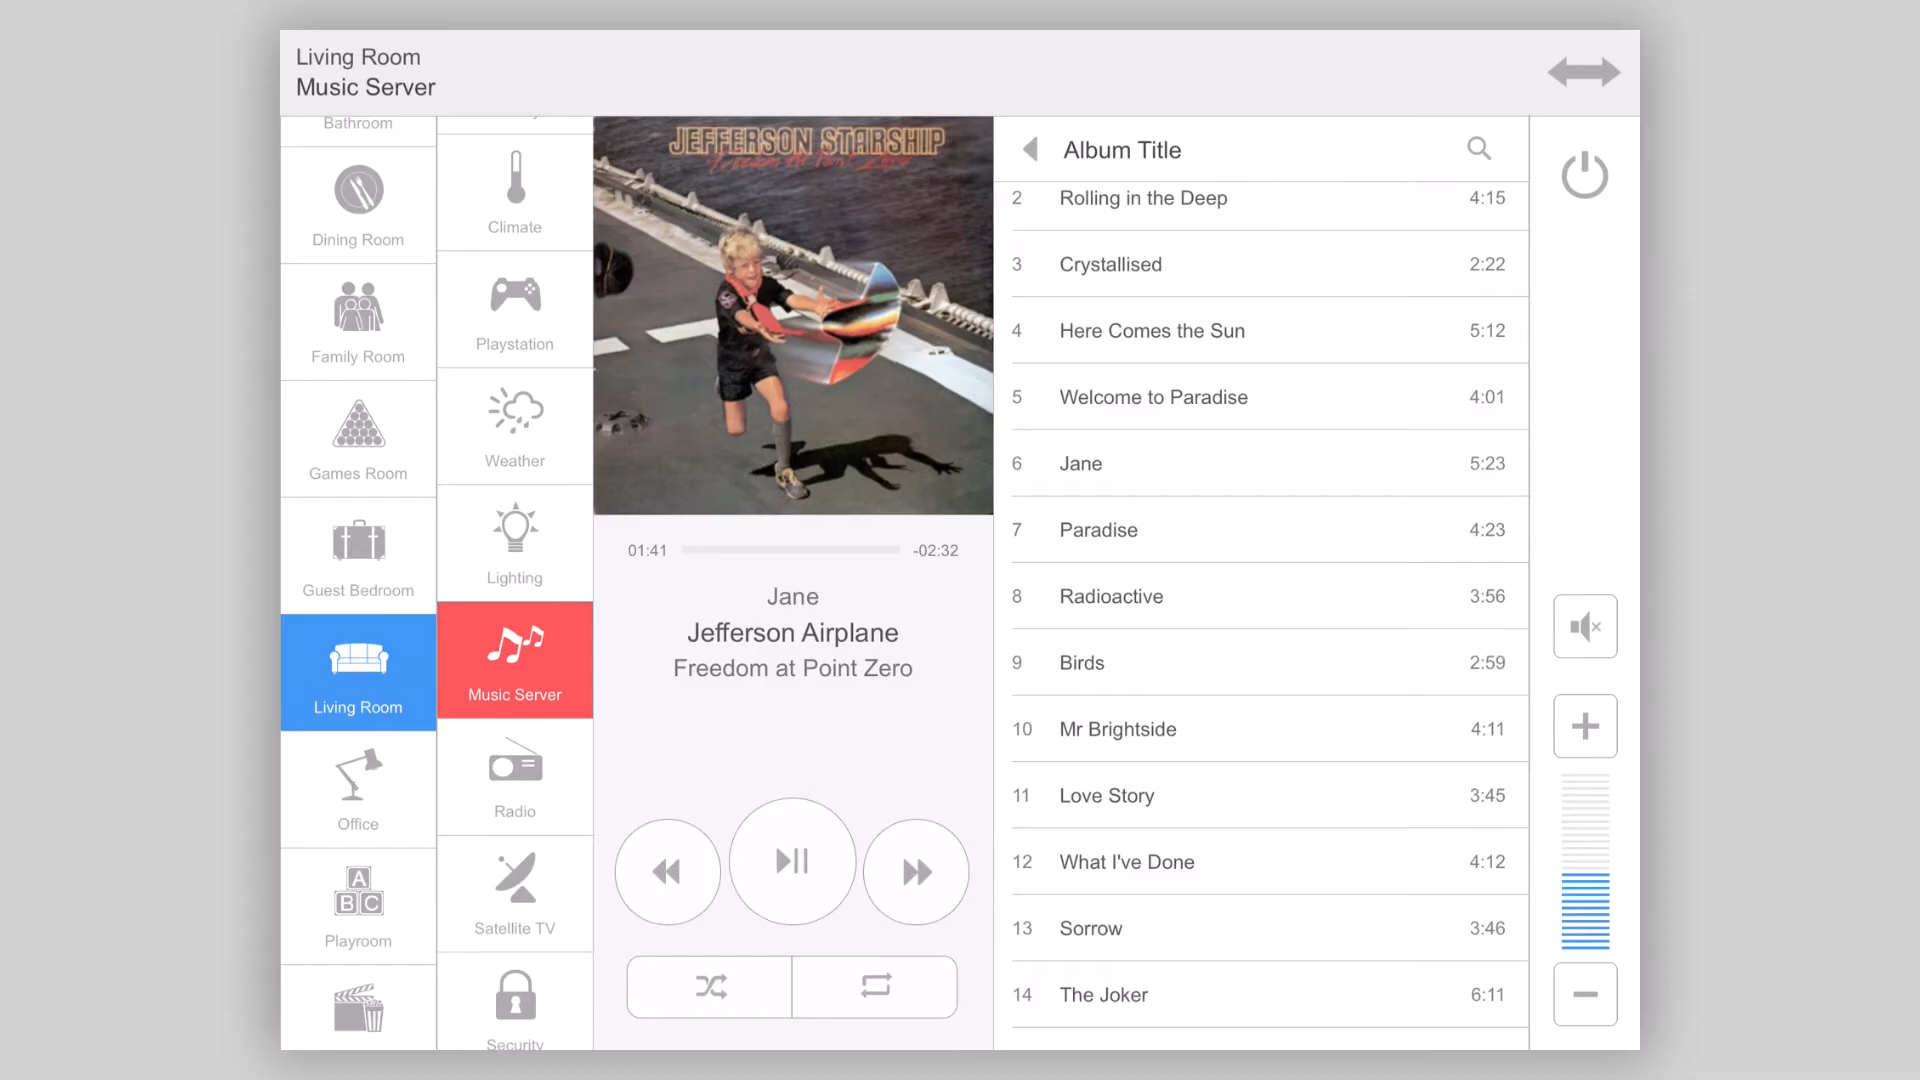 Living Room
Music Server
Bathroom
Dining Room
Family Room
Games Room
Guest Bedroom
Living Room
Office
A
B C
Playroom
Climate
Playstation
Weather
Lighting
Music Server
Radio
Satellite TV
Security
JEFFERSON STARSHIP
Freedom At Point Zero
01:41 -02:32
Jane
Jefferson Airplane
Freedom at Point Zero
Album Title
2 Rolling in the Deep 4:15
3 Crystallised 2:22
4 Here Comes the Sun 5:12
5 Welcome to Paradise 4:01
6 Jane 5:23
7 Paradise 4:23
8 Radioactive 3:56
9 Birds 2:59
10 Mr Brightside 4:11
11 Love Story 3:45
12 What I've Done 4:12
13 Sorrow 3:46
14 The Joker 6:11